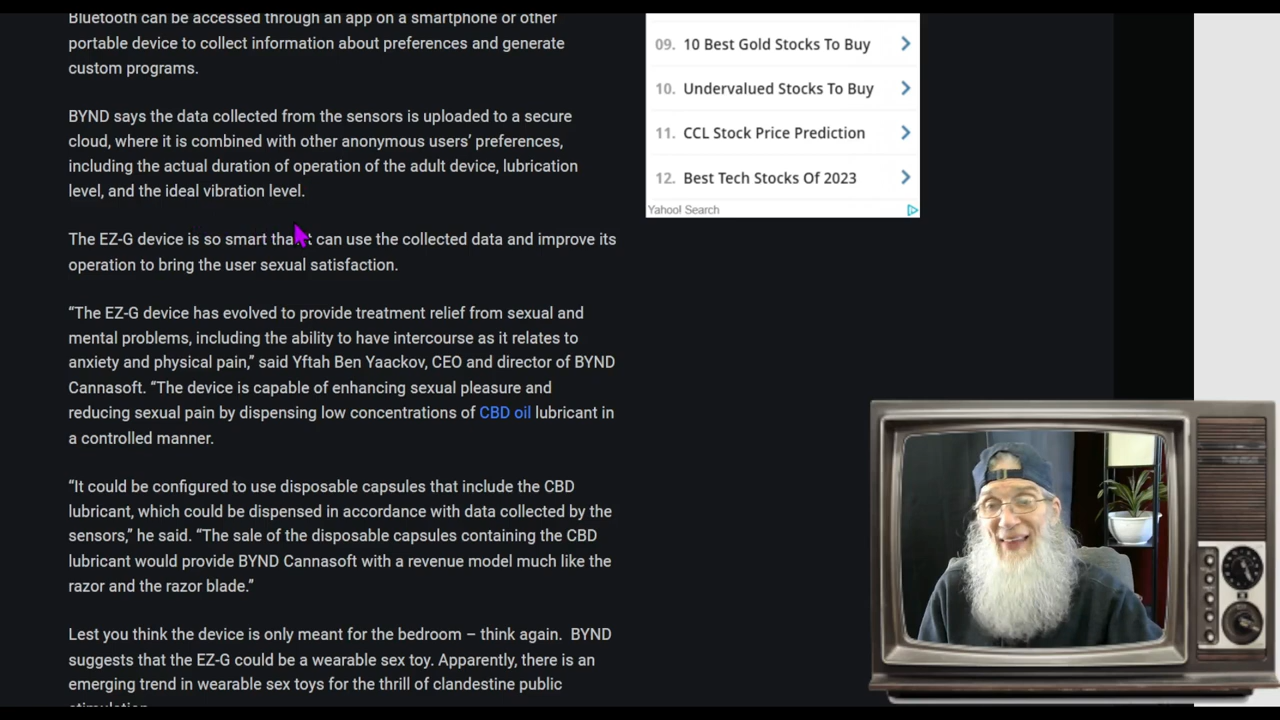 Bluetooth can be accessed through an app on a smartphone or other
portable device to collect information about preferences and generate
custom programs.
BYND says the data collected from the sensors is uploaded to a secure
cloud, where it is combined with other anonymous users’ preferences,
including the actual duration of operation of the adult device, lubrication
level, and the ideal vibration level.
The EZ-G device is so smart that it can use the collected data and improve its
operation to bring the user sexual satisfaction.
“The EZ-G device has evolved to provide treatment relief from sexual and
mental problems, including the ability to have intercourse as it relates to
anxiety and physical pain,” said Yftah Ben Yaackov, CEO and director of BYND
Cannasoft. “The device is capable of enhancing sexual pleasure and
reducing sexual pain by dispensing low concentrations of CBD oil lubricant in
a controlled manner.
“It could be configured to use disposable capsules that include the CBD
lubricant, which could be dispensed in accordance with data collected by the
sensors,” he said. “The sale of the disposable capsules containing the CBD
lubricant would provide BYND Cannasoft with a revenue model much like the
razor and the razor blade.”
Lest you think the device is only meant for the bedroom – think again. BYND
suggests that the EZ-G could be a wearable sex toy. Apparently, there is an
emerging trend in wearable sex toys for the thrill of clandestine public
09. 10 Best Gold Stocks To Buy
10. Undervalued Stocks To Buy
11. CCL Stock Price Prediction
12. Best Tech Stocks Of 2023
Yahoo! Search